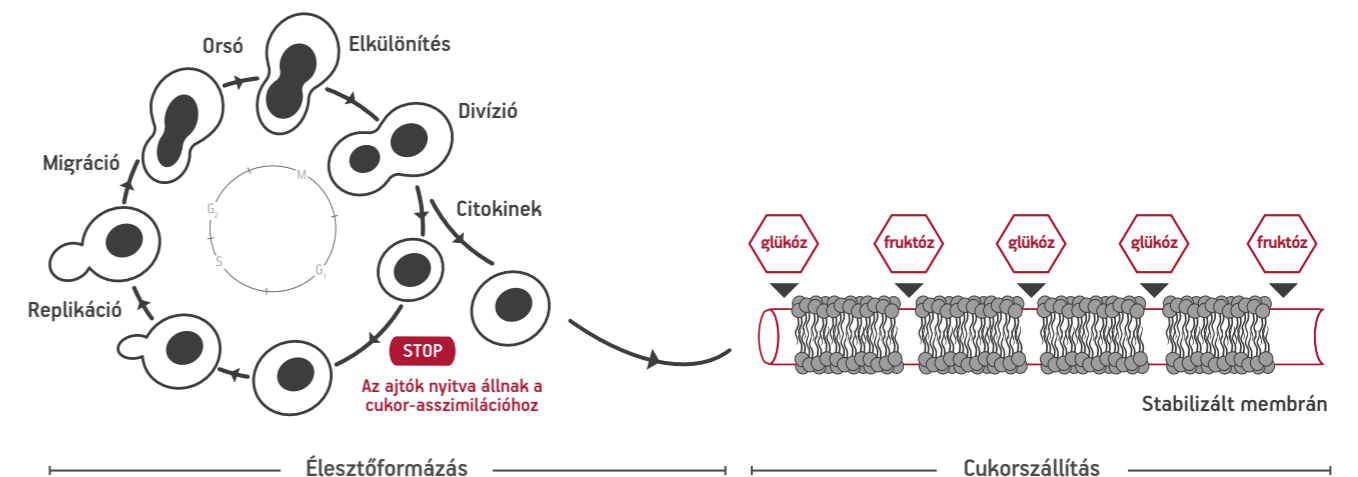 Orsó
Elkülönítés
Divízió
Migráció
M
G2
S
G1
Citokinek
Replikáció
STOP
Az ajtók nyitva állnak a
cukor-asszimilációhoz
glükóz
fruktóz
glükóz
glükóz
fruktóz
Stabilizált membrán
Élesztőformázás
Cukorszállítás